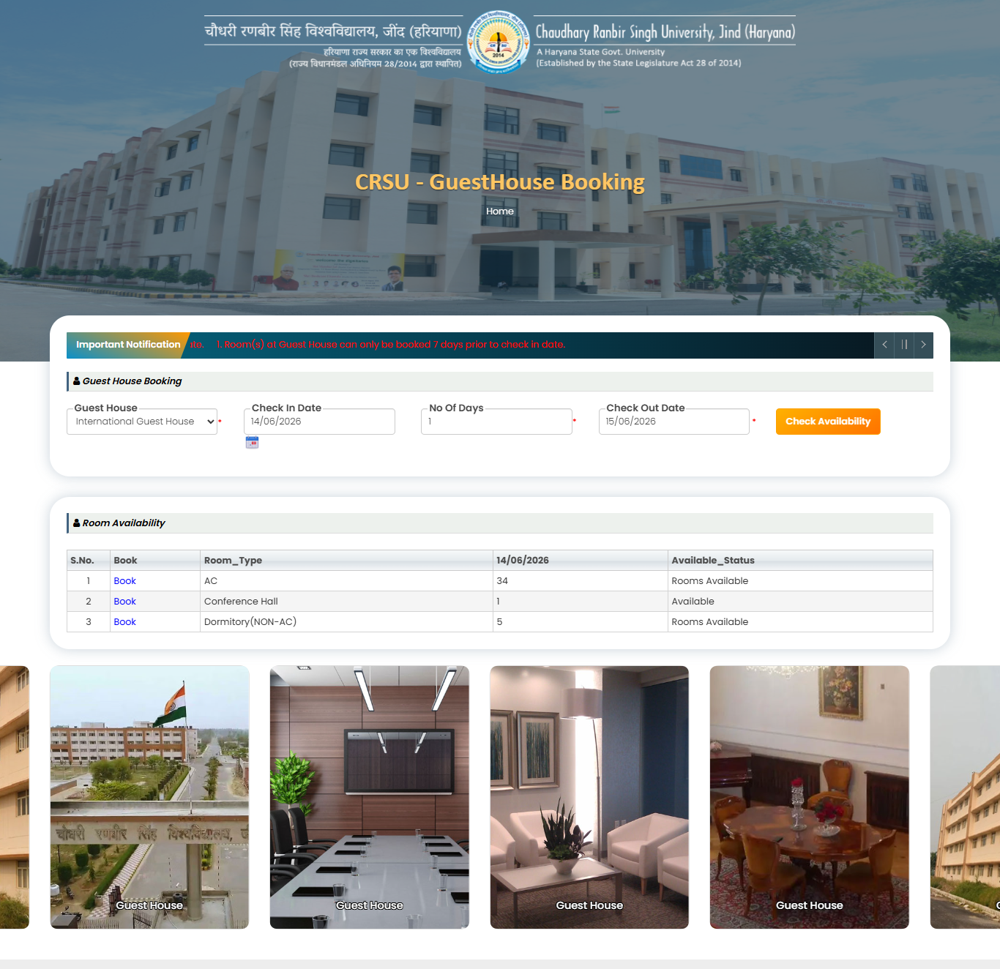 चौधरी रणबीर सिंह विश्वविद्यालय, जींद (हरियाणा)
हरियाणा राज्य सरकार का एक विश्वविद्यालय
(राज्य विधानमंडल अधिनियम 28/2014 द्वारा स्थापित)
2014
Chaudhary Ranbir Singh University, Jind (Haryana)
A Haryana State Govt. University
(Established by the State Legislature Act 28 of 2014)
CRSU - GuestHouse Booking
Home
Important Notification
1. Room(s) at Guest House can only be booked 7 days prior to check in date.
Guest House Booking
Guest House Check In Date No Of Days Check Out Date
International Guest House * 14/06/2026 1 * 15/06/2026 * Check Availability
Room Availability
S.No. Book Room_Type 14/06/2026 Available_Status
1 Book AC 34 Rooms Available
2 Book Conference Hall 1 Available
3 Book Dormitory(NON-AC) 5 Rooms Available
चौधरी रणबीर सिंह विश्वविद्यालय,
Guest House
Guest House
Guest House
Guest House